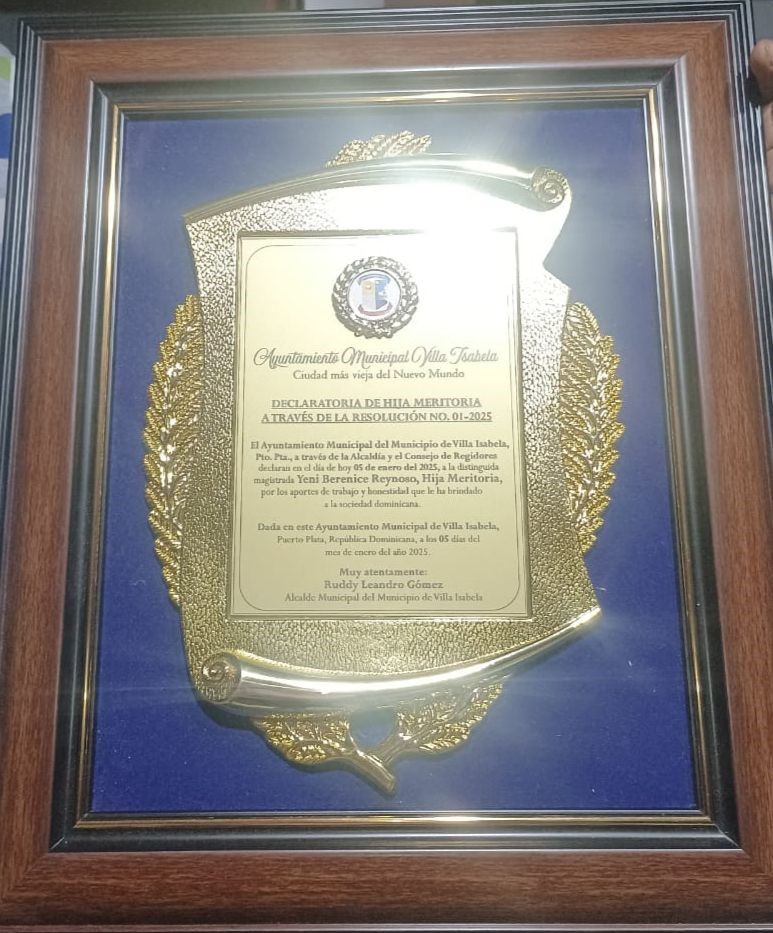 Ayuntamiento Municipal Villa Isabela
Ciudad más vieja del Nuevo Mundo
DECLARATORIA DE HIJA MERITORIA
A TRAVÉS DE LA RESOLUCIÓN NO. 01-2025
El Ayuntamiento Municipal del Municipio de Villa Isabela,
Pto. Pta., a través de la Alcaldía y el Consejo de Regidores
declaran en el día de hoy 05 de enero del 2025, a la distinguida
magistrada Yeni Berenice Reynoso, Hija Meritoria,
por los aportes de trabajo y honestidad que le ha brindado
a la sociedad dominicana.
Dada en este Ayuntamiento Municipal de Villa Isabela,
Puerto Plata, República Dominicana, a los 05 días del
mes de enero del año 2025.
Muy atentamente:
Ruddy Leandro Gómez
Alcalde Municipal del Municipio de Villa Isabela